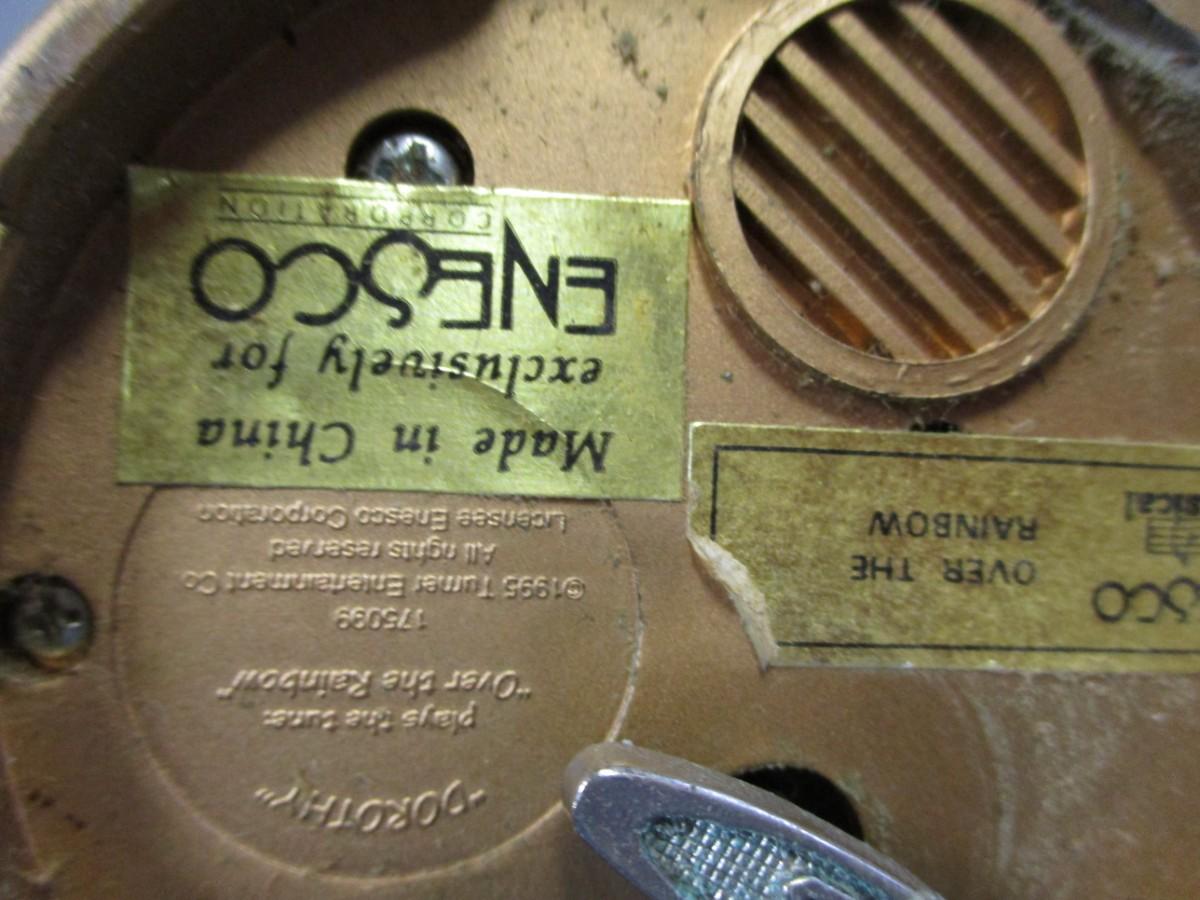 "DOROTHY"
plays the tune:
"Over the Rainbow"
175099
©1995 Turner Entertainment Co
All rights reserved
Licensee Enesco Corporation
Made in China
exclusively for
ENESCO
CORPORATION
OVER THE
RAINBOW